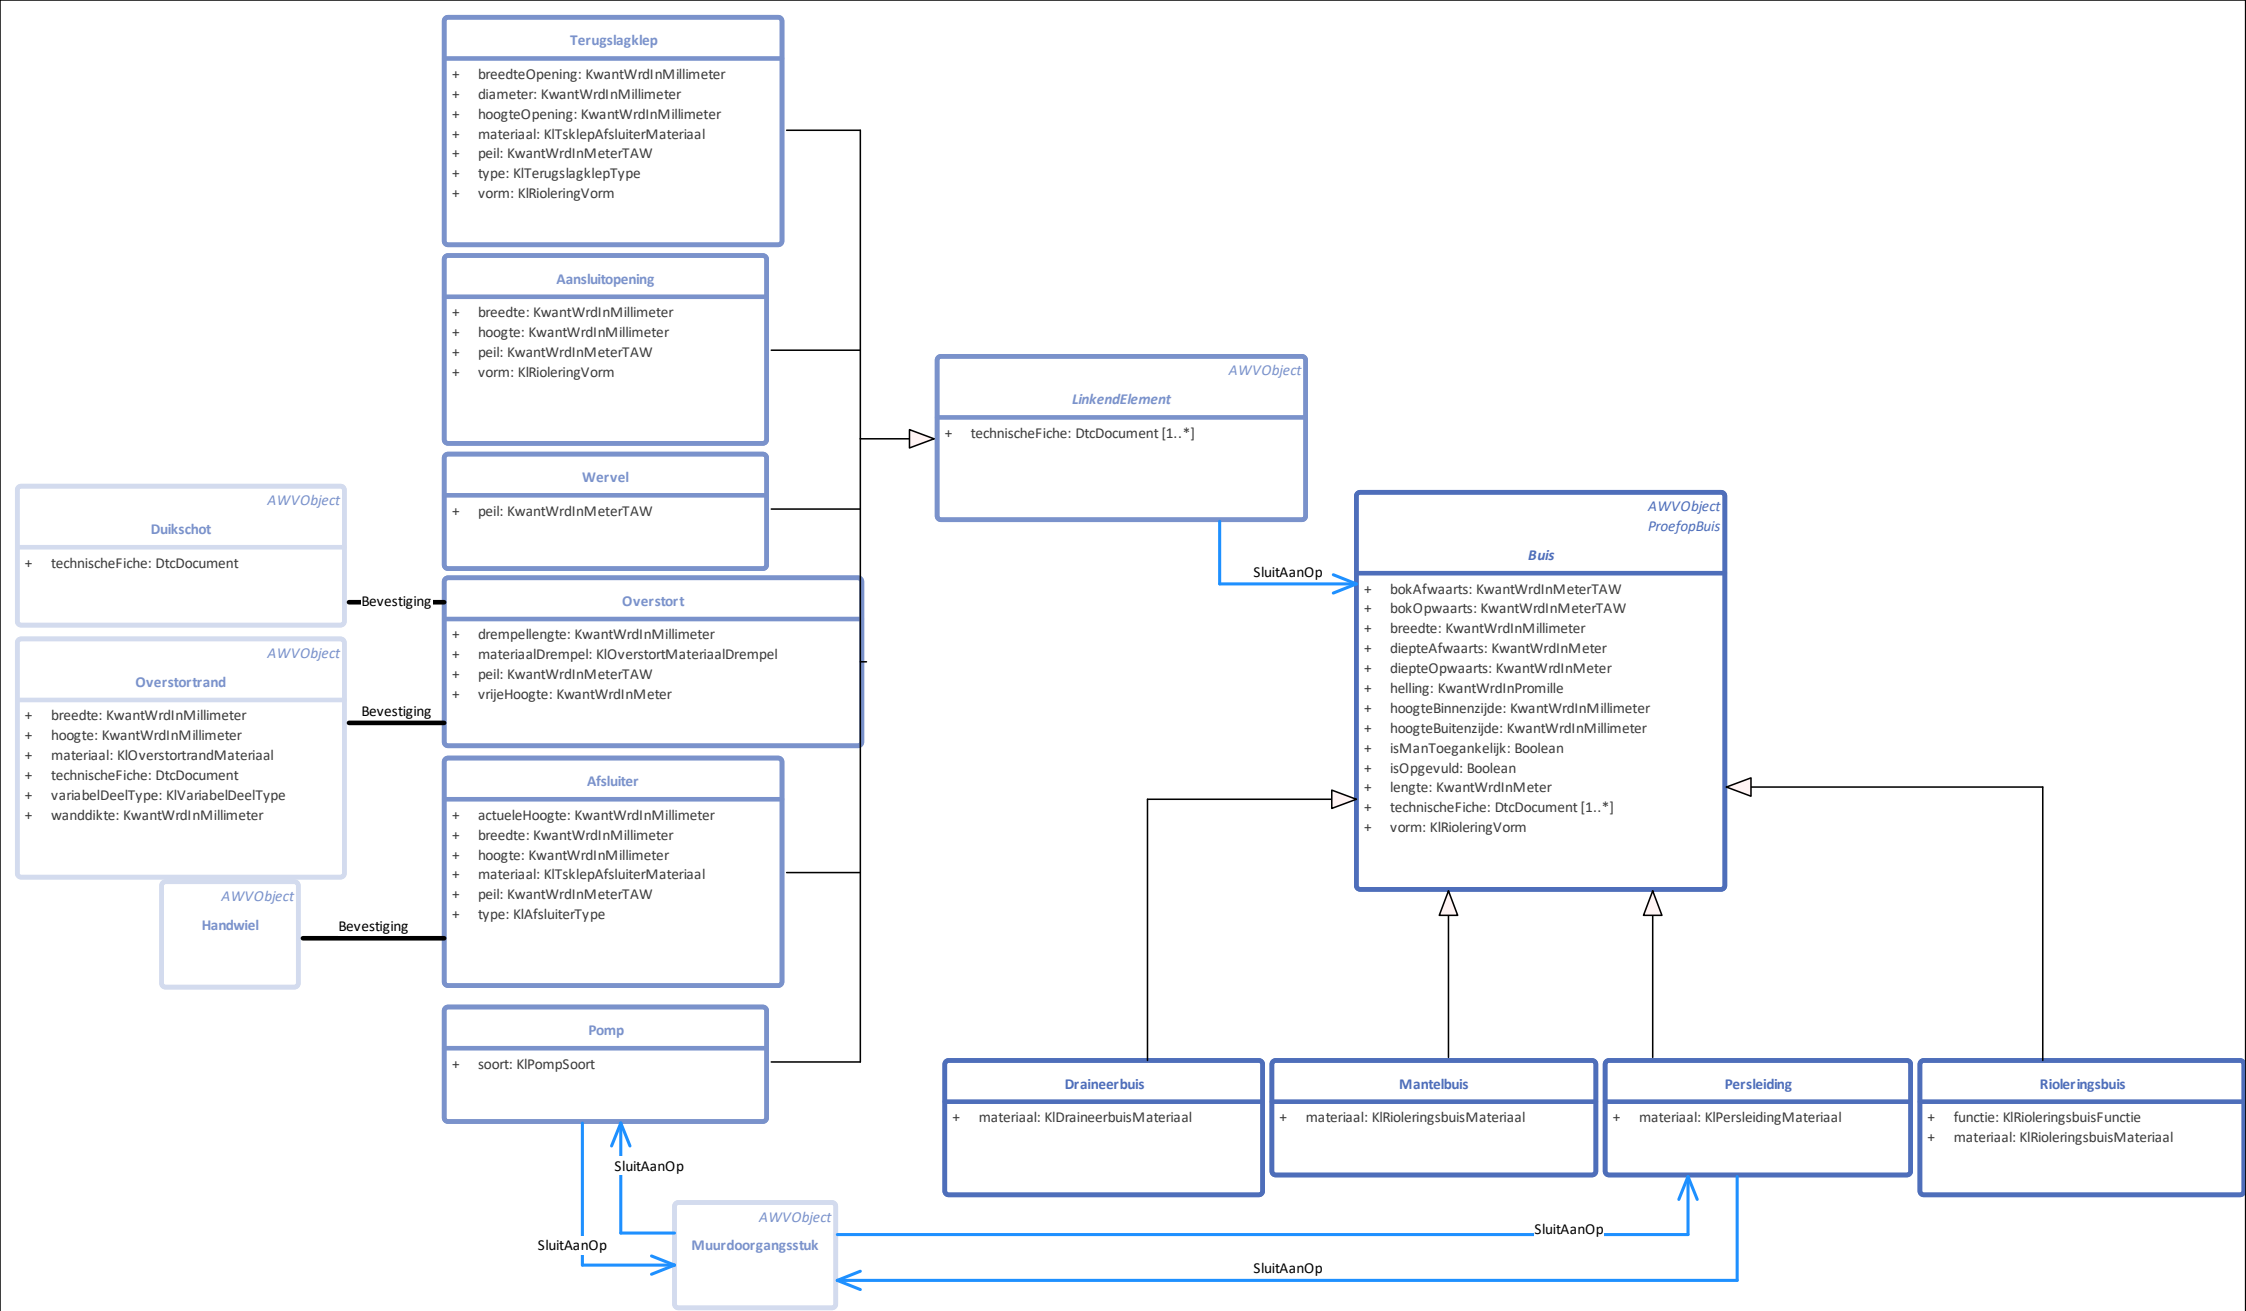 Terugslagklep
+ breedteOpening: KwantWrdInMillimeter
+ diameter: KwantWrdInMillimeter
+ hoogteOpening: KwantWrdInMillimeter
+ materiaal: KlTsklepAfsluiterMateriaal
+ peil: KwantWrdInMeterTAW
+ type: KlTerugslagklepType
+ vorm: KlRioleringVorm
Aansluitopening
+ breedte: KwantWrdInMillimeter
+ hoogte: KwantWrdInMillimeter
+ peil: KwantWrdInMeterTAW
+ vorm: KlRioleringVorm
Wervel
+ peil: KwantWrdInMeterTAW
AWVObject
Duikschot
+ technischeFiche: DtcDocument
Bevestiging
Overstort
+ drempellengte: KwantWrdInMillimeter
+ materiaalDrempel: KlOverstortMateriaalDrempel
+ peil: KwantWrdInMeterTAW
+ vrijeHoogte: KwantWrdInMeter
AWVObject
Overstortrand
+ breedte: KwantWrdInMillimeter
+ hoogte: KwantWrdInMillimeter
+ materiaal: KlOverstortrandMateriaal
+ technischeFiche: DtcDocument
+ variabelDeelType: KlVariabelDeelType
+ wanddikte: KwantWrdInMillimeter
Bevestiging
Afsluiter
+ actueleHoogte: KwantWrdInMillimeter
+ breedte: KwantWrdInMillimeter
+ hoogte: KwantWrdInMillimeter
+ materiaal: KlTsklepAfsluiterMateriaal
+ peil: KwantWrdInMeterTAW
+ type: KlAfsluiterType
AWVObject
Handwiel
Bevestiging
Pomp
+ soort: KlPompSoort
SluitAanOp
SluitAanOp
AWVObject
Muurdoorgangsstuk
AWVObject
LinkendElement
+ technischeFiche: DtcDocument [1..*]
SluitAanOp
AWVObject
ProefopBuis
Buis
+ bokAfwaarts: KwantWrdInMeterTAW
+ bokOpwaarts: KwantWrdInMeterTAW
+ breedte: KwantWrdInMillimeter
+ diepteAfwaarts: KwantWrdInMeter
+ diepteOpwaarts: KwantWrdInMeter
+ helling: KwantWrdInPromille
+ hoogteBinnenzijde: KwantWrdInMillimeter
+ hoogteBuitenzijde: KwantWrdInMillimeter
+ isManToegankelijk: Boolean
+ isOpgevuld: Boolean
+ lengte: KwantWrdInMeter
+ technischeFiche: DtcDocument [1..*]
+ vorm: KlRioleringVorm
Draineerbuis
+ materiaal: KlDraineerbuisMateriaal
Mantelbuis
+ materiaal: KlRioleringsbuisMateriaal
Persleiding
+ materiaal: KlPersleidingMateriaal
Rioleringsbuis
+ functie: KlRioleringsbuisFunctie
+ materiaal: KlRioleringsbuisMateriaal
SluitAanOp
SluitAanOp